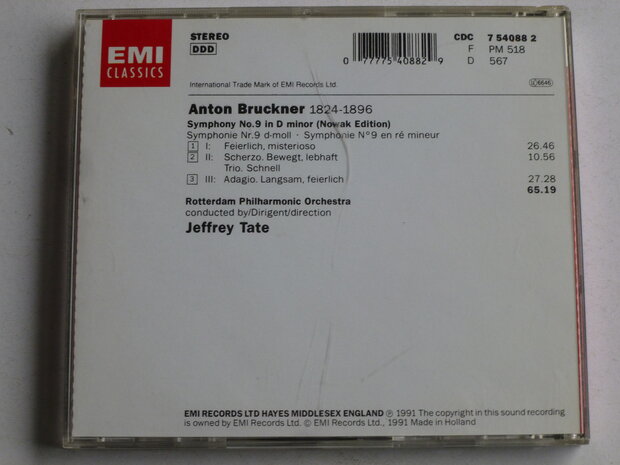 EMI
CLASSICS
STEREO
DDD
0 77775 40882 9
CDC 7 54088 2
F PM 518
D 567
International Trade Mark of EMI Records Ltd.
6646
Anton Bruckner 1824-1896
Symphony No.9 in D minor (Nowak Edition)
Symphonie Nr.9 d-moll · Symphonie N°9 en ré mineur
1 I: Feierlich, misterioso 26.46
2 II: Scherzo. Bewegt, lebhaft 10.56
Trio. Schnell
3 III: Adagio. Langsam, feierlich 27.28
65.19
Rotterdam Philharmonic Orchestra
conducted by/Dirigent/direction
Jeffrey Tate
EMI RECORDS LTD HAYES MIDDLESEX ENGLAND ℗ 1991 The copyright in this sound recording
is owned by EMI Records Ltd. © EMI Records Ltd., 1991 Made in Holland